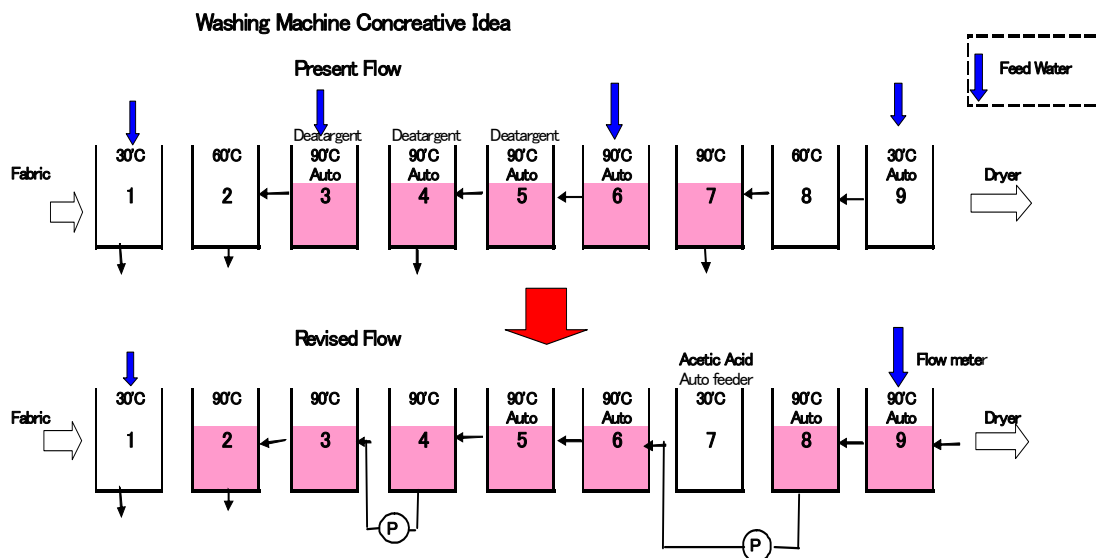 Washing Machine Concreative Idea
Present Flow
Feed Water
Deatargent Deatargent Deatargent
30'C 60'C 90'C 90'C 90'C 90'C 90'C 60'C 30'C
Auto Auto Auto Auto Auto
Fabric Dryer
1 2 3 4 5 6 7 8 9
Revised Flow
Acetic Acid Flow meter
Auto feeder
30'C 90'C 90'C 90'C 90'C 90'C 30'C 90'C 90'C
Auto Auto Auto Auto
Fabric Dryer
1 2 3 4 5 6 7 8 9
P
P